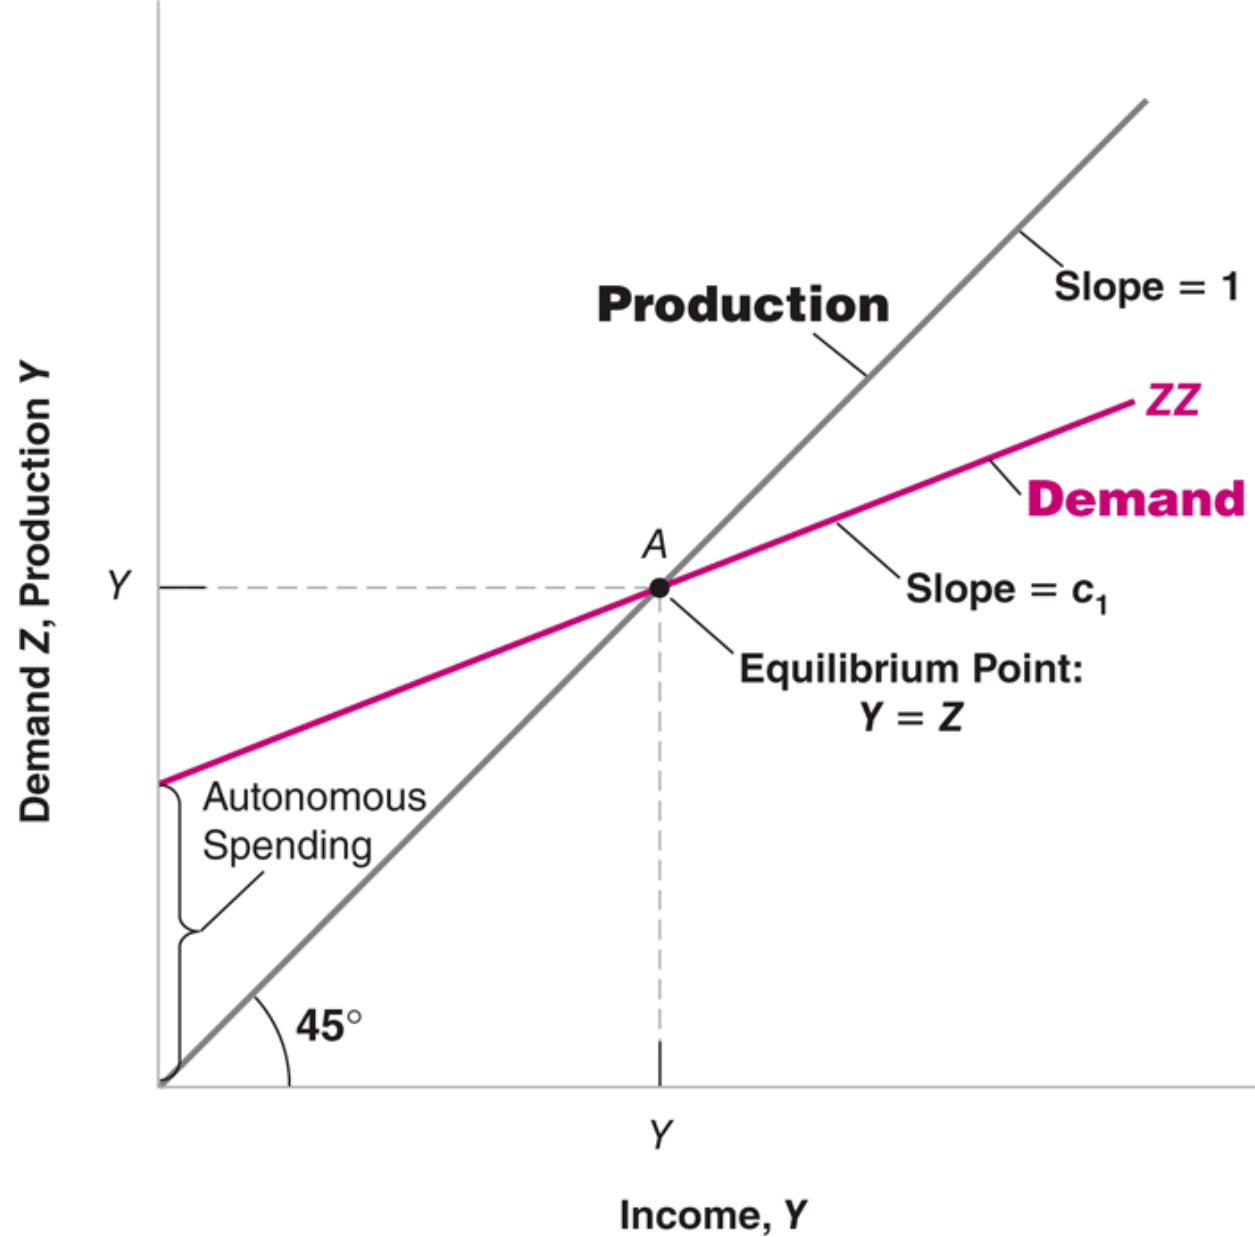 Demand Z, Production Y
Production
Slope = 1
ZZ
Demand
A
Y
Slope = c₁
Equilibrium Point:
Y = Z
Autonomous
Spending
45°
Y
Income, Y